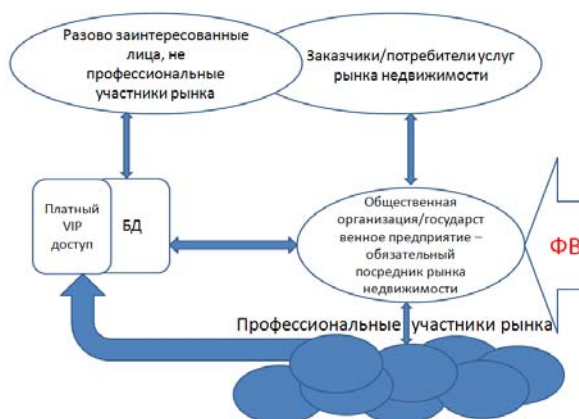 Разово заинтересованные
лица, не
профессиональные
участники рынка
Заказчики/потребители услуг
рынка недвижимости
Платный
VIP
доступ
БД
Общественная
организация/государст
венное предприятие –
обязательный
посредник рынка
недвижимости
ФВ
Профессиональные участники рынка